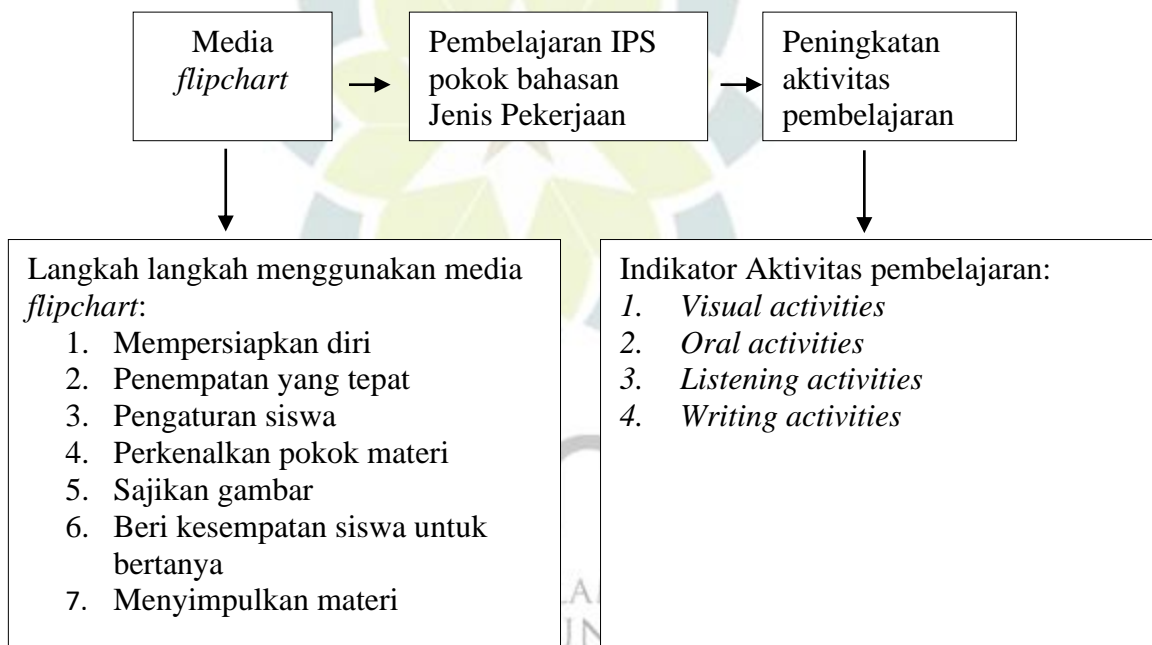 Media
flipchart
Pembelajaran IPS
pokok bahasan
Jenis Pekerjaan
Peningkatan
aktivitas
pembelajaran
Langkah langkah menggunakan media
flipchart:
1. Mempersiapkan diri
2. Penempatan yang tepat
3. Pengaturan siswa
4. Perkenalkan pokok materi
5. Sajikan gambar
6. Beri kesempatan siswa untuk
bertanya
7. Menyimpulkan materi
Indikator Aktivitas pembelajaran:
1. Visual activities
2. Oral activities
3. Listening activities
4. Writing activities